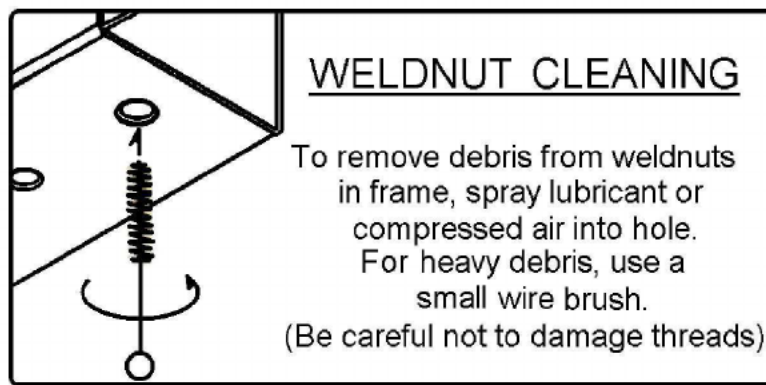 WELDNUT CLEANING
To remove debris from weldnuts
in frame, spray lubricant or
compressed air into hole.
For heavy debris, use a
small wire brush.
(Be careful not to damage threads)